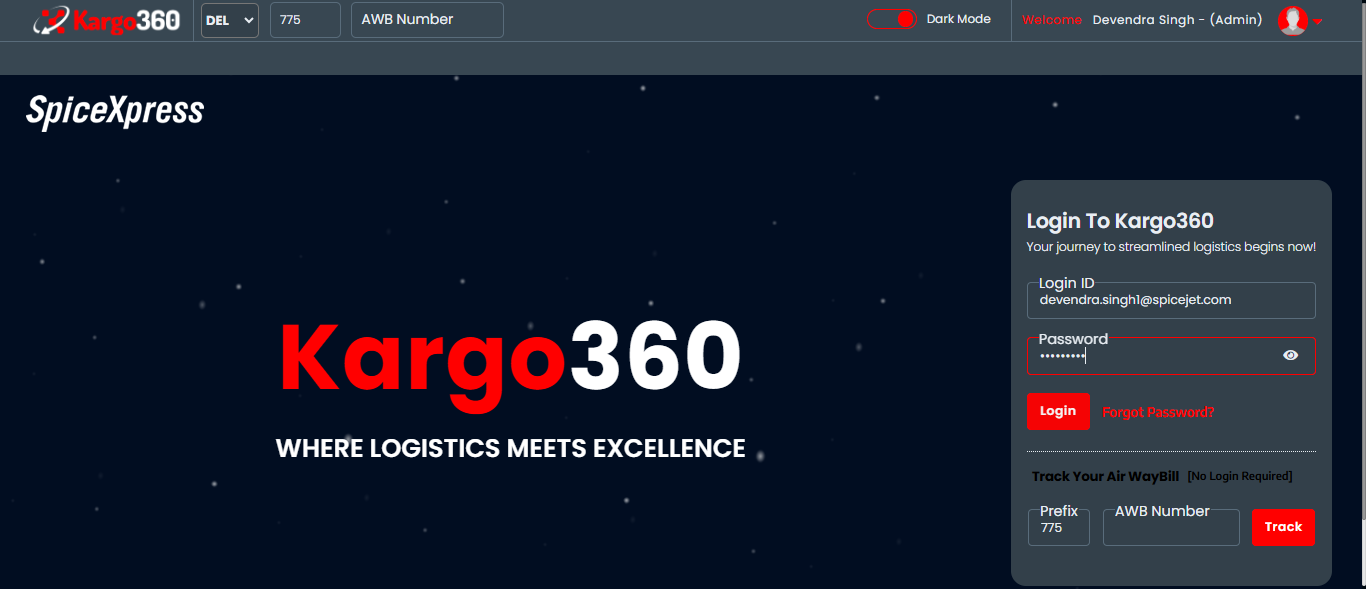 Kargo360 DEL 775 AWB Number Dark Mode Welcome Devendra Singh - (Admin)
SpiceXpress
Login To Kargo360
Your journey to streamlined logistics begins now!
Login ID
devendra.singh1@spicejet.com
Password
•••••••••
Kargo360
WHERE LOGISTICS MEETS EXCELLENCE
Login Forgot Password?
Track Your Air WayBill [No Login Required]
Prefix AWB Number
775 Track